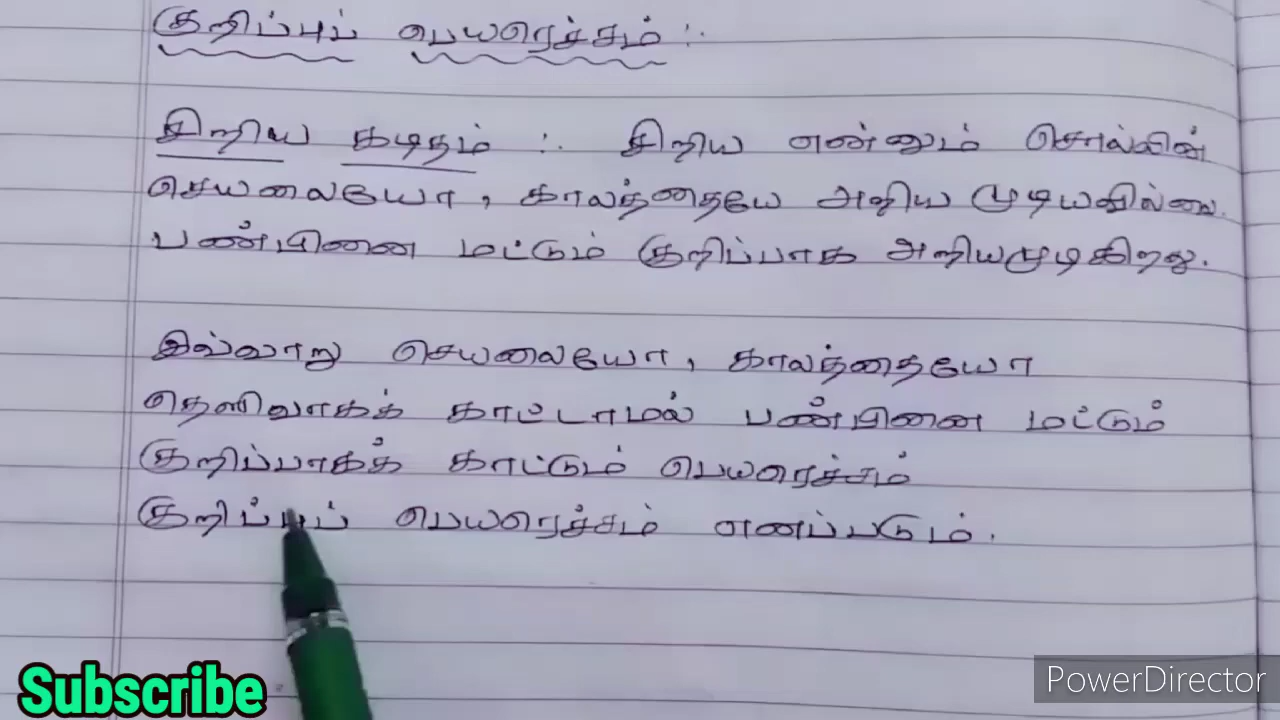 குறிப்புப் பெயரெச்சம் :-
சிறிய கடிதம் :- சிறிய என்னும் சொல்லின்
செயலையோ, காலத்தையே அறிய முடியவில்லை.
பண்பினை மட்டும் குறிப்பாக அறியமுடிகிறது.
இவ்வாறு செயலையோ, காலத்தையோ
தெளிவாகக் காட்டாமல் பண்பினை மட்டும்
குறிப்பாகக் காட்டும் பெயரெச்சம்
குறிப்புப் பெயரெச்சம் எனப்படும்.
Subscribe
PowerDirector